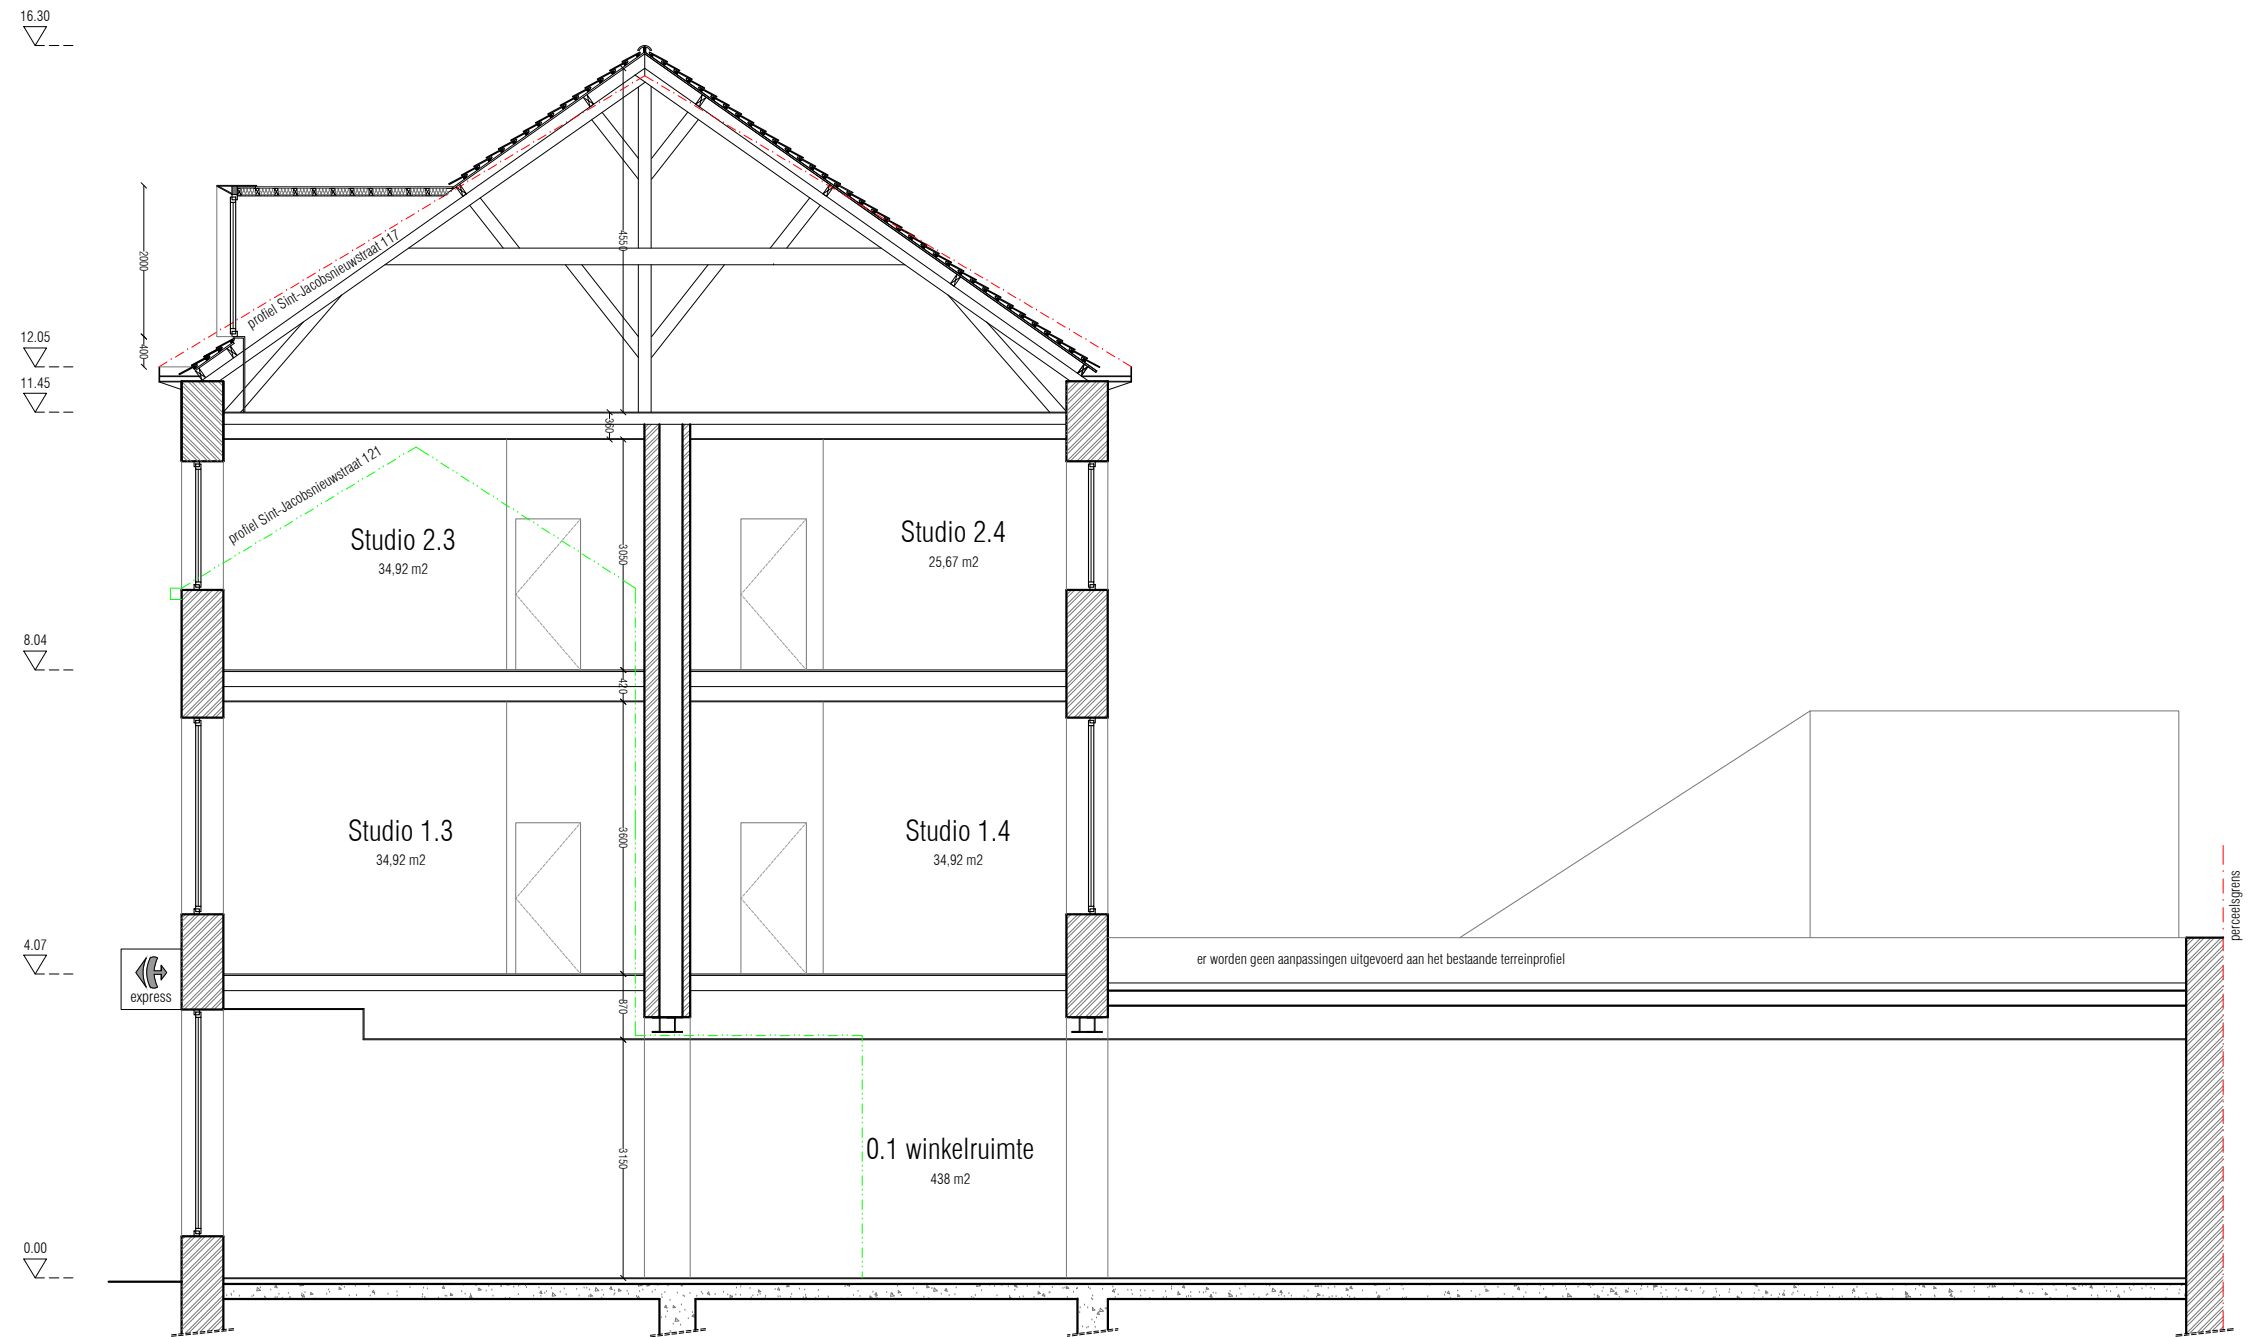 16.30
4550
profiel Sint-Jacobsnieuwstraat 117
2000
12.05
400
11.45
360
profiel Sint-Jacobsnieuwstraat 121
Studio 2.3
34,92 m2
3050
Studio 2.4
25,67 m2
8.04
420
Studio 1.3
34,92 m2
3600
Studio 1.4
34,92 m2
perceelsgrens
4.07
express
er worden geen aanpassingen uitgevoerd aan het bestaande terreinprofiel
870
0.1 winkelruimte
438 m2
3150
0.00